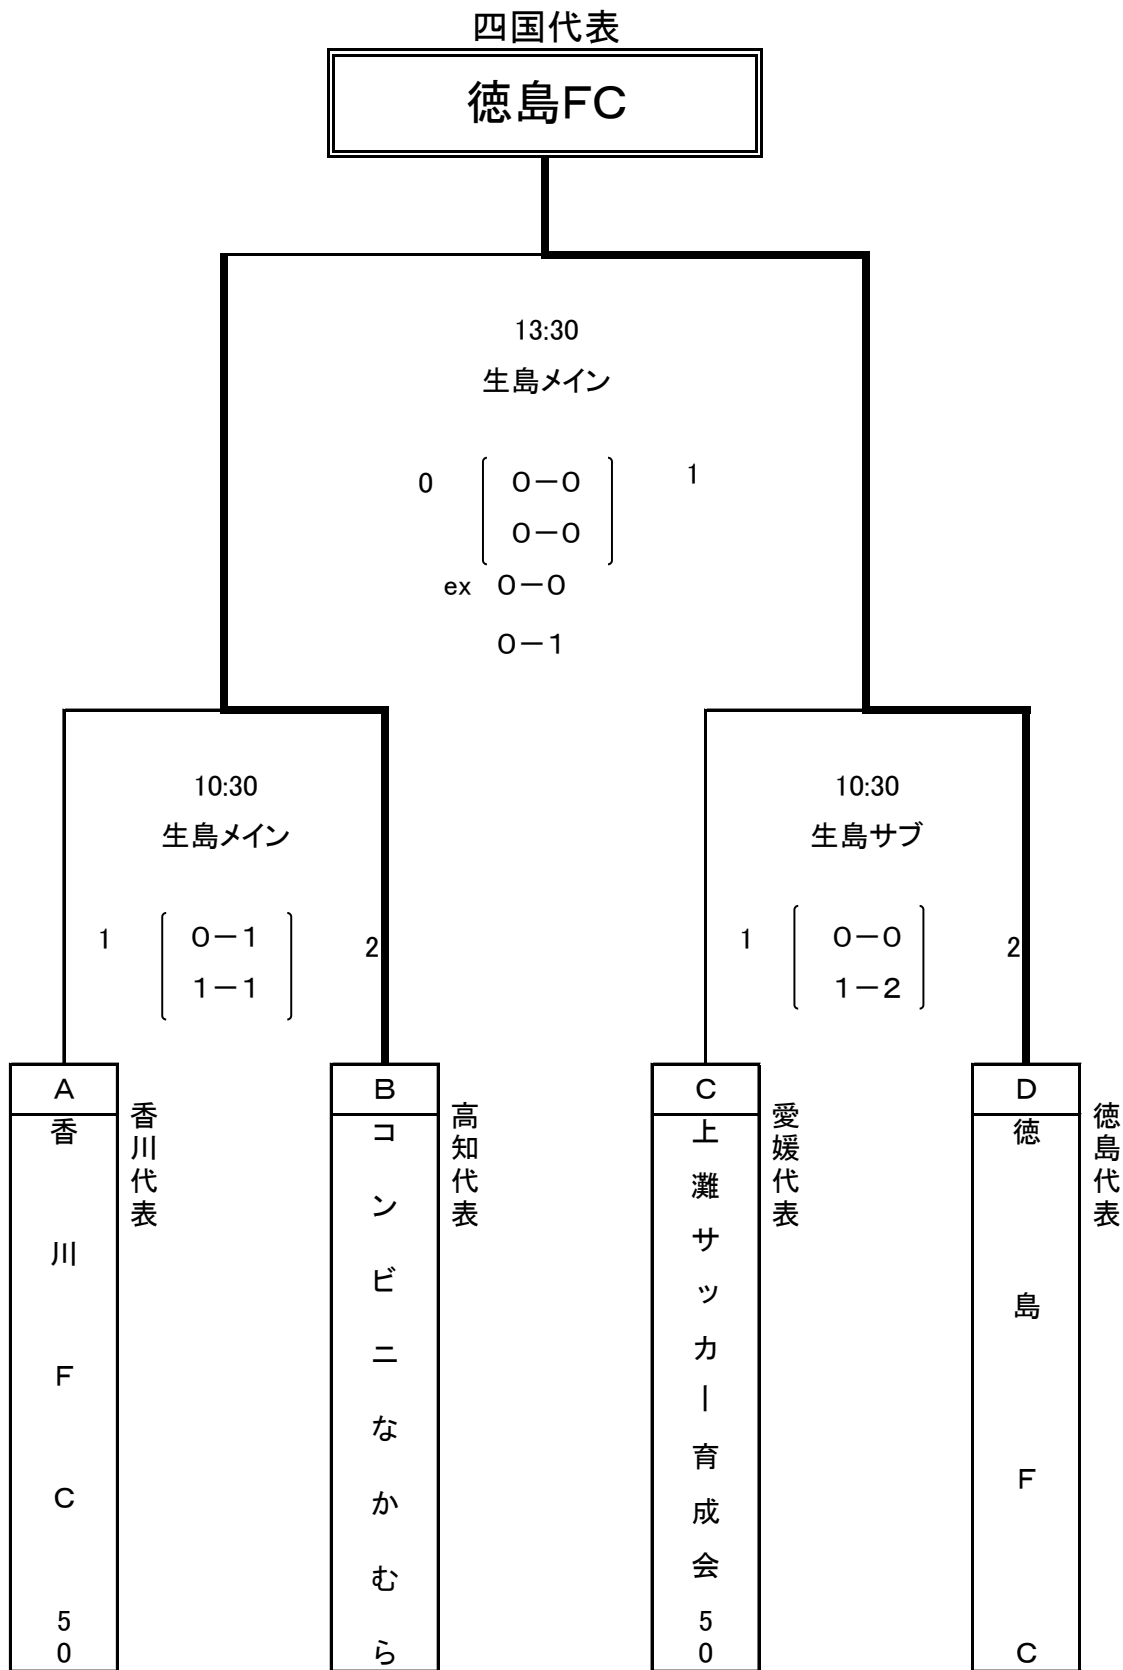 四国代表
徳島FC
13:30
生島メイン
0
0－0
1
0－0
ex 0－0
0－1
10:30
生島メイン
1
0－1
2
1－1
10:30
生島サブ
1
0－0
2
1－2
A
香川FC50
香川代表
B
コンビニなかむら
高知代表
C
上灘サッカー育成会50
愛媛代表
D
徳島FC
徳島代表